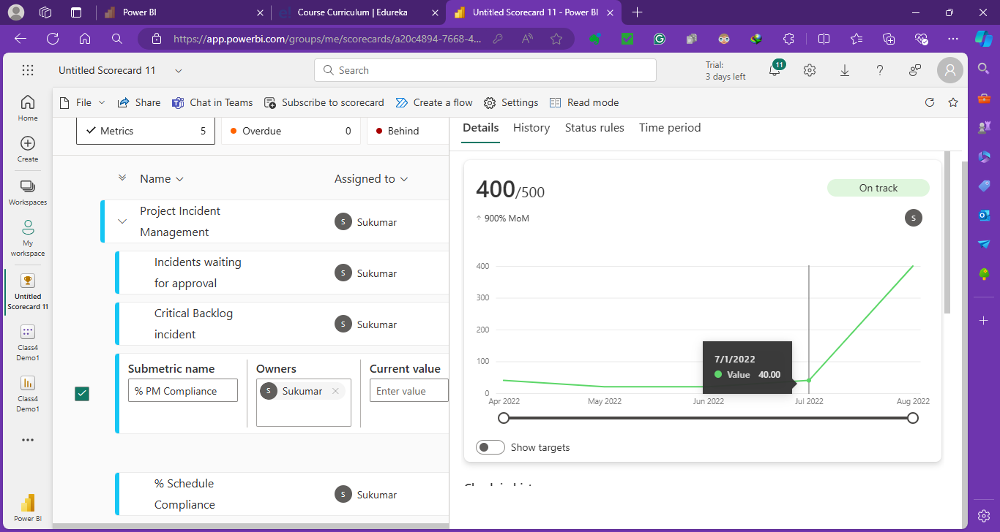 Power BI
Course Curriculum | Edureka
Untitled Scorecard 11 - Power BI
https://app.powerbi.com/groups/me/scorecards/a20c4894-7668-4...
Untitled Scorecard 11
Search
Trial:
3 days left
11
File
Share
Chat in Teams
Subscribe to scorecard
Create a flow
Settings
Read mode
Home
Create
Workspaces
My
workspace
Untitled
Scorecard 11
Class4
Demo1
Class4
Demo1
Power BI
Metrics 5
Overdue 0
Behind
Name
Assigned to
Project Incident
Management
S Sukumar
Incidents waiting
for approval
S Sukumar
Critical Backlog
incident
S Sukumar
Submetric name
Owners
Current value
% PM Compliance
S Sukumar
Enter value
% Schedule
Compliance
S Sukumar
Details
History
Status rules
Time period
400/500
On track
900% MoM
S
400
300
200
100
0
7/1/2022
Value 40.00
Apr 2022
May 2022
Jun 2022
Jul 2022
Aug 2022
Show targets